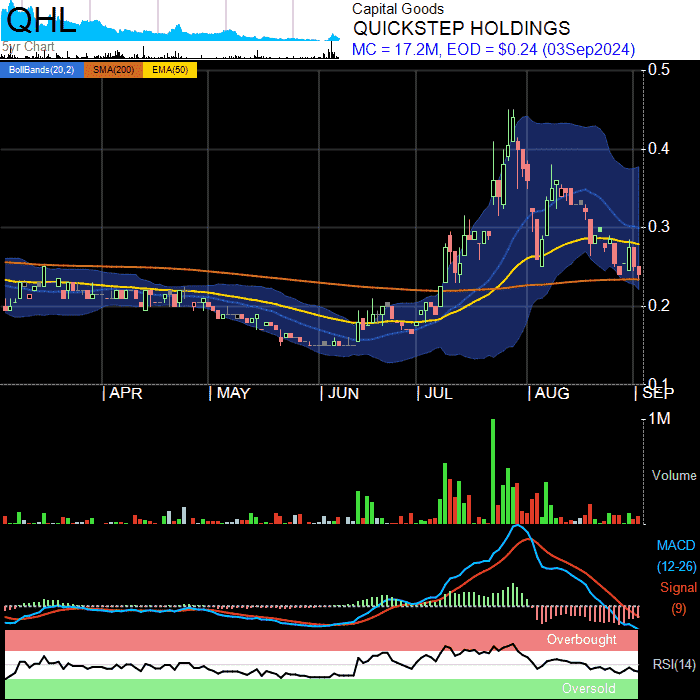 QHL
5yr Chart
Capital Goods
QUICKSTEP HOLDINGS
MC = 17.2M, EOD = $0.24 (03Sep2024)
BollBands(20,2) SMA(200) EMA(50)
0.5
0.4
0.3
0.2
0.1
APR MAY JUN JUL AUG SEP
1M
Volume
MACD
(12-26)
Signal
(9)
Overbought
RSI(14)
Oversold